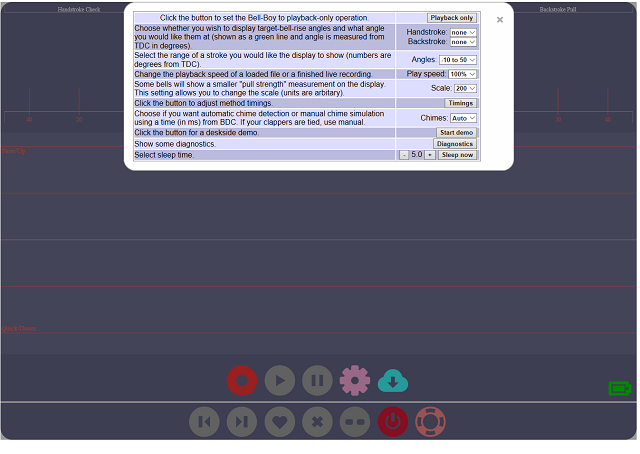 Handstroke Check
Backstroke Pull
×
Click the button to set the Bell-Boy to playback-only operation.
Playback only
Choose whether you wish to display target-bell-rise angles and what angle
you would like them at (shown as a green line and angle is measured from
TDC in degrees).
Handstroke: none
Backstroke: none
Select the range of a stroke you would like the display to show (numbers are
degrees from TDC).
Angles: -10 to 50
Change the playback speed of a loaded file or a finished live recording.
Play speed: 100%
Some bells will show a smaller "pull strength" measurement on the display.
This setting allows you to change the scale (units are arbitary).
Scale: 200
Click the button to adjust method timings.
Timings
Choose if you want automatic chime detection or manual chime simulation
using a time (in ms) from BDC. If your clappers are tied, use manual.
Chimes: Auto
Click the button for a deskside demo.
Start demo
Show some diagnostics.
Diagnostics
Select sleep time.
- 5.0 + Sleep now